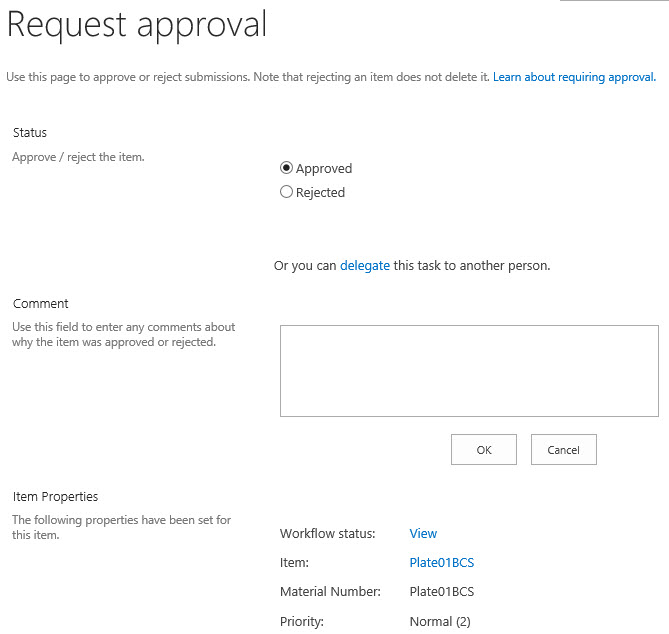 Request approval
Use this page to approve or reject submissions. Note that rejecting an item does not delete it. Learn about requiring approval.
Status
Approve / reject the item.
Approved
Rejected
Or you can delegate this task to another person.
Comment
Use this field to enter any comments about
why the item was approved or rejected.
OK Cancel
Item Properties
The following properties have been set for
this item.
Workflow status: View
Item: Plate01BCS
Material Number: Plate01BCS
Priority: Normal (2)